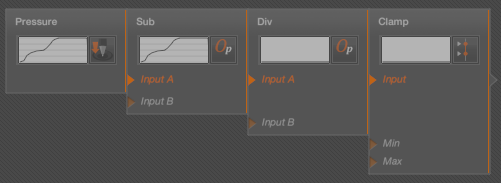 Pressure
Sub
Op
Input A
Input B
Div
Op
Input A
Input B
Clamp
Input
Min
Max